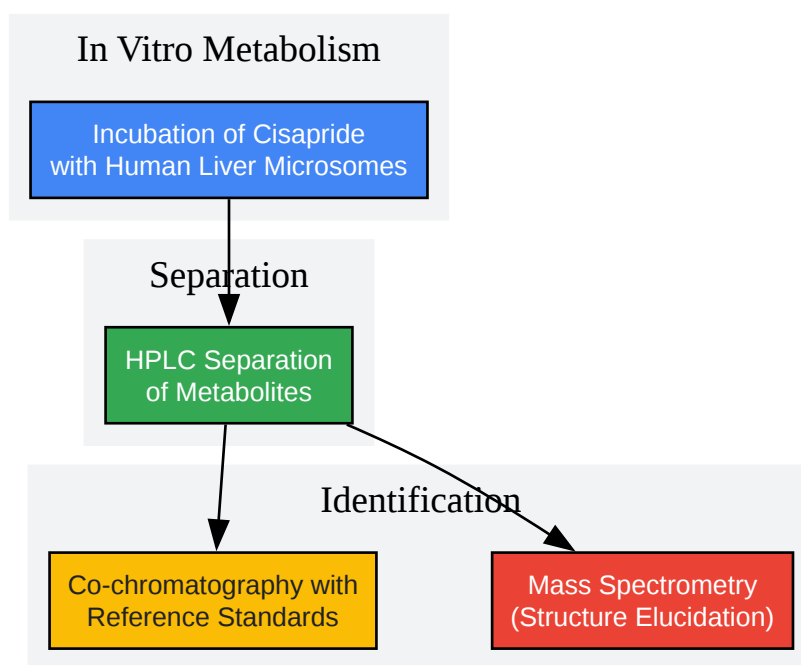 In Vitro Metabolism
Incubation of Cisapride
with Human Liver Microsomes
Separation
HPLC Separation
of Metabolites
Identification
Co-chromatography with
Reference Standards
Mass Spectrometry
(Structure Elucidation)